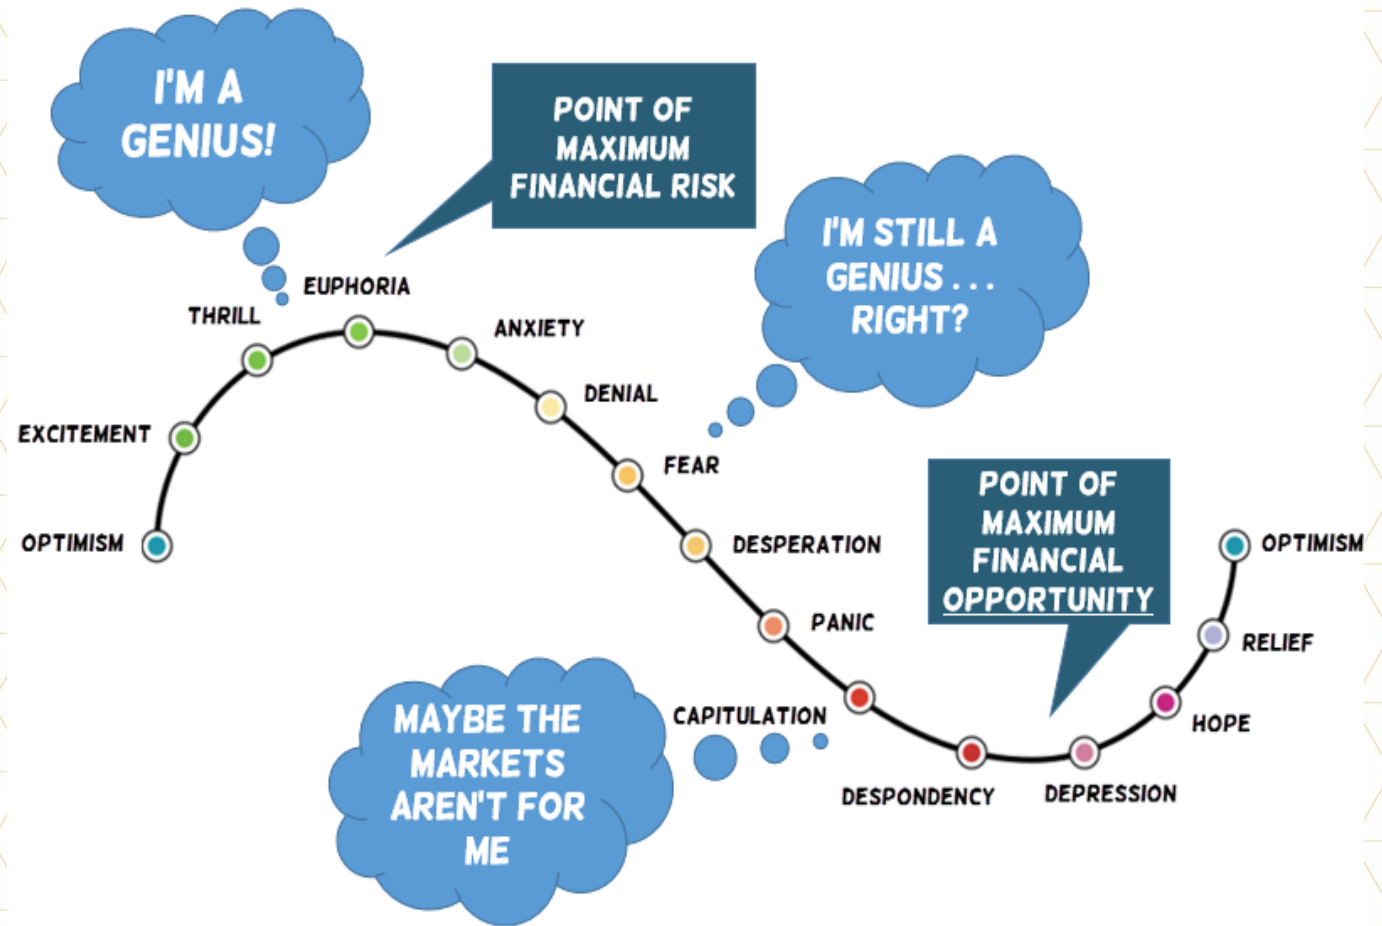 I'M A
GENIUS!
POINT OF
MAXIMUM
FINANCIAL RISK
I'M STILL A
GENIUS . . .
RIGHT?
EUPHORIA
THRILL
ANXIETY
DENIAL
EXCITEMENT
FEAR
OPTIMISM
DESPERATION
POINT OF
MAXIMUM
FINANCIAL
OPPORTUNITY
OPTIMISM
PANIC
RELIEF
MAYBE THE
MARKETS
AREN'T FOR
ME
CAPITULATION
HOPE
DESPONDENCY
DEPRESSION